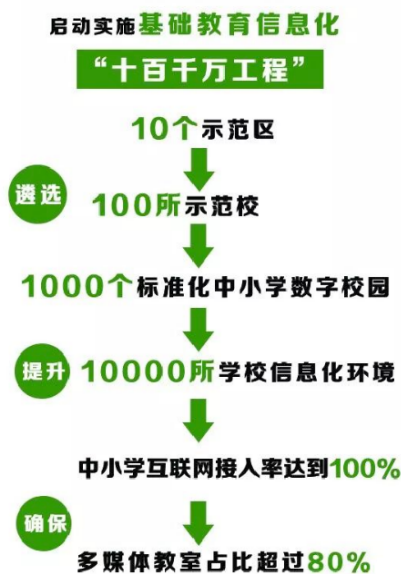 启动实施基础教育信息化
“十百千万工程”
10个示范区
遴选
100所示范校
1000个标准化中小学数字校园
提升 10000所学校信息化环境
中小学互联网接入率达到100%
确保
多媒体教室占比超过80%